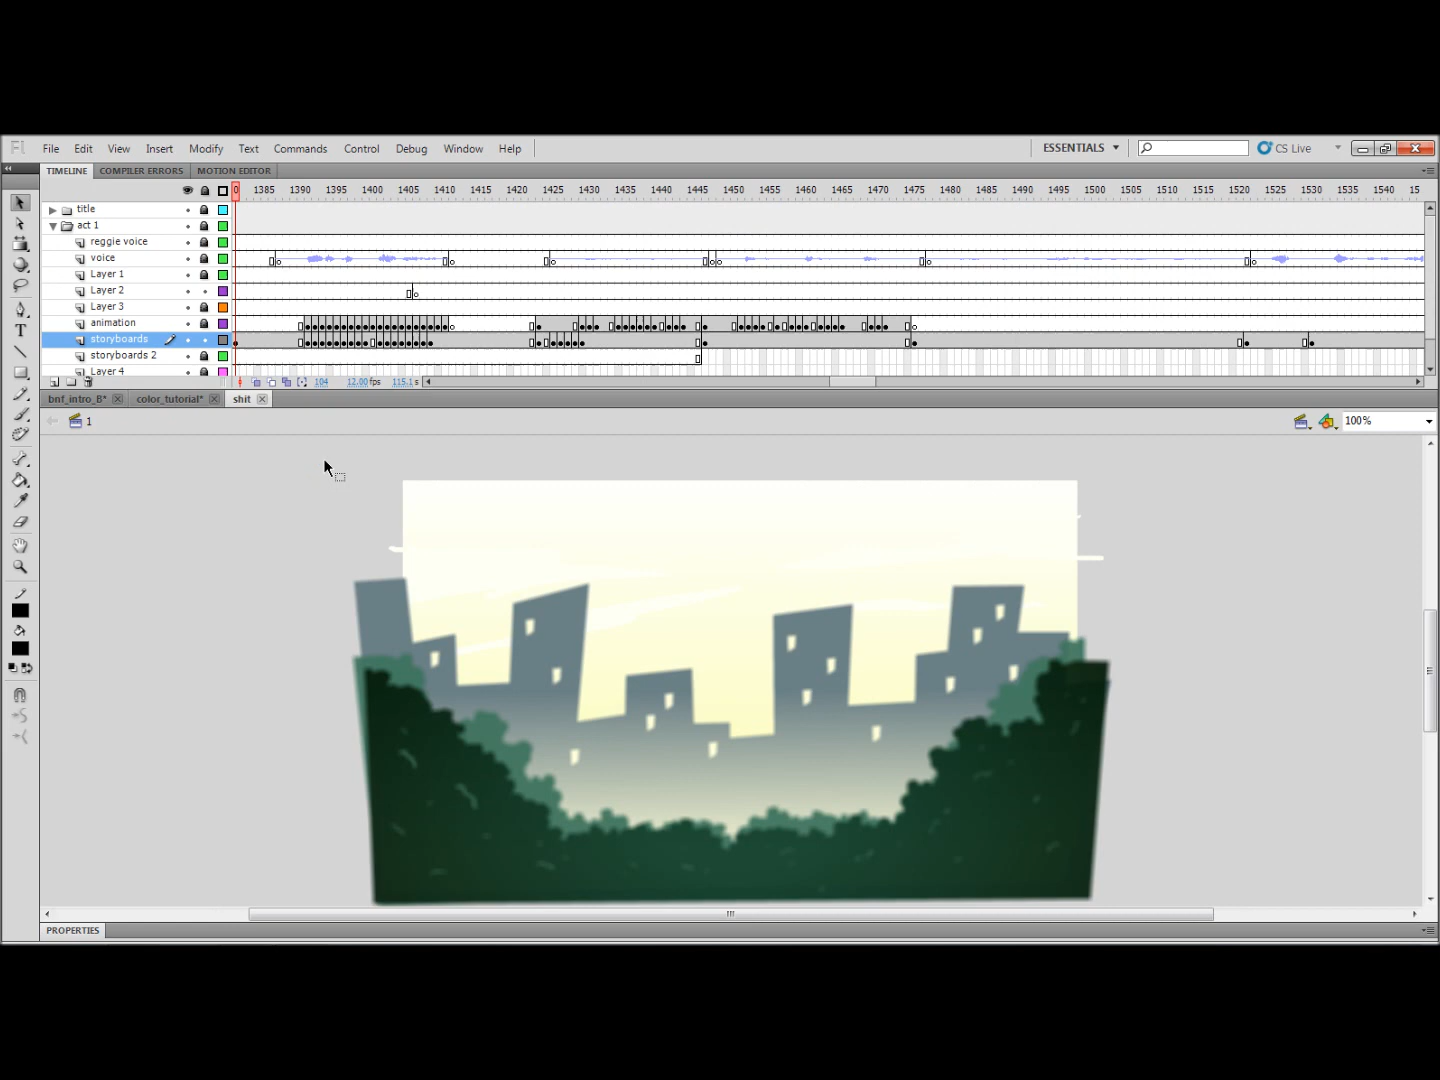 Fl File Edit View Insert Modify Text Commands Control Debug Window Help ESSENTIALS CS Live
TIMELINE COMPILER ERRORS MOTION EDITOR
0 1385 1390 1395 1400 1405 1410 1415 1420 1425 1430 1435 1440 1445 1450 1455 1460 1465 1470 1475 1480 1485 1490 1495 1500 1505 1510 1515 1520 1525 1530 1535 1540 15
title
act 1
reggie voice
voice
Layer 1
Layer 2
Layer 3
animation
storyboards
storyboards 2
Layer 4
104 12.00 fps 115.1 s
bnf_intro_B* color_tutorial* shit
1 100%
T
PROPERTIES